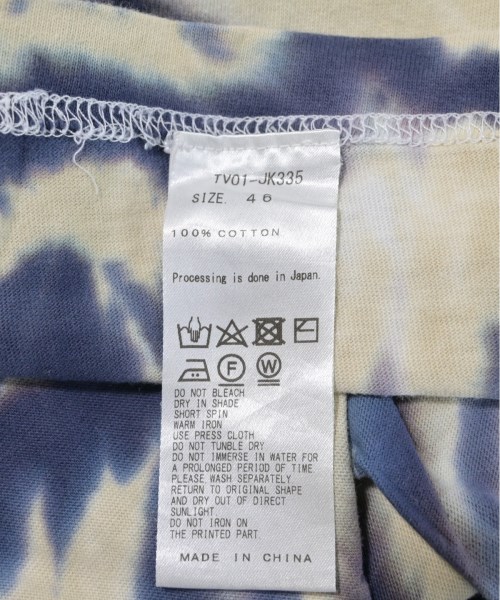 TV01-JK335
SIZE. 46
100% COTTON
Processing is done in Japan.
F W
DO NOT BLEACH
DRY IN SHADE
SHORT SPIN
WARM IRON
USE PRESS CLOTH
DO NOT TUNBLE DRY
DO NOT IMMERSE IN WATER FOR
A PROLONGED PERIOD OF TIME
PLEASE WASH SEPARATELY
RETURN TO ORIGINAL SHAPE
AND DRY OUT OF DIRECT
SUNLIGHT
DO NOT IRON ON
THE PRINTED PART
MADE IN CHINA